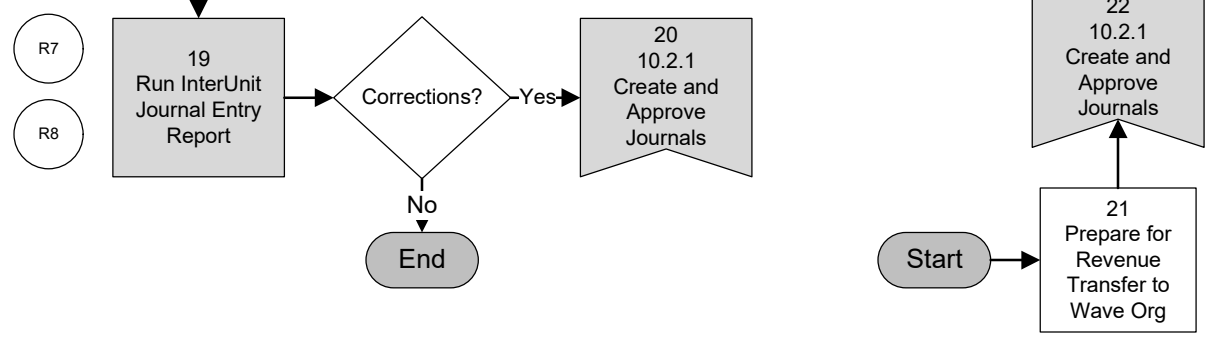 R7
R8
19
Run InterUnit
Journal Entry
Report
Corrections?
Yes
20
10.2.1
Create and
Approve
Journals
No
End
22
10.2.1
Create and
Approve
Journals
Start
21
Prepare for
Revenue
Transfer to
Wave Org